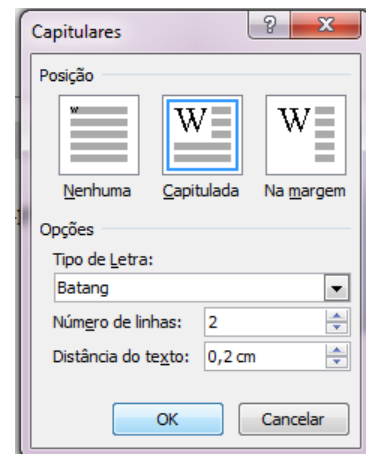 Capitulares
Posição
W W W
Nenhuma Capitulada Na margem
Opções
Tipo de Letra:
Batang
Número de linhas: 2
Distância do texto: 0,2 cm
OK Cancelar